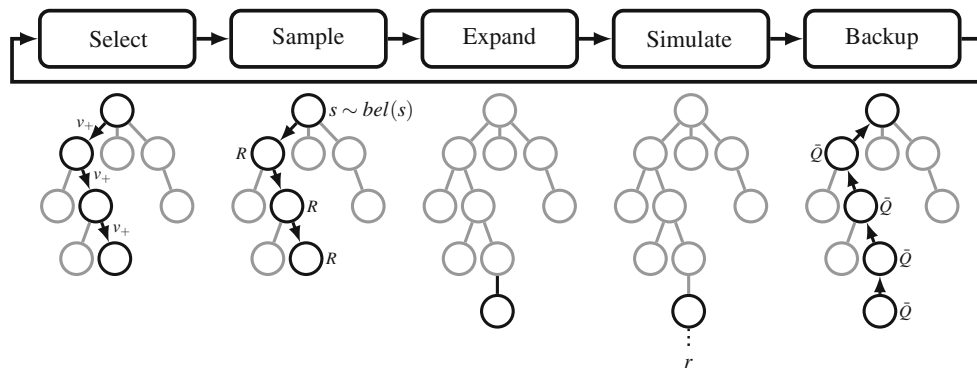 Select Sample Expand Simulate Backup
v₊ s ∼ bel(s)
R Q̄
v₊
R Q̄
v₊
R Q̄
Q̄
r